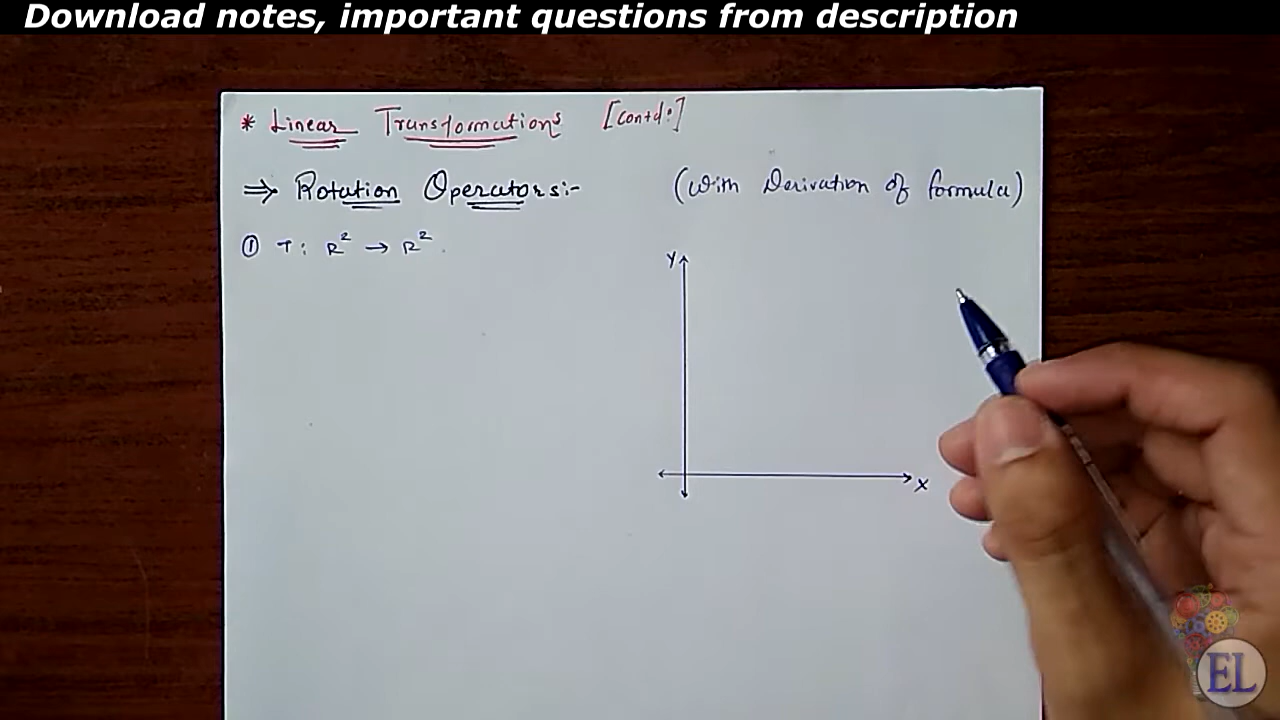 Download notes, important questions from description
* Linear Transformations [Contd:]
⇒ Rotation Operators:- (With Derivation of formula)
① T: R² → R².
Y
X
EL